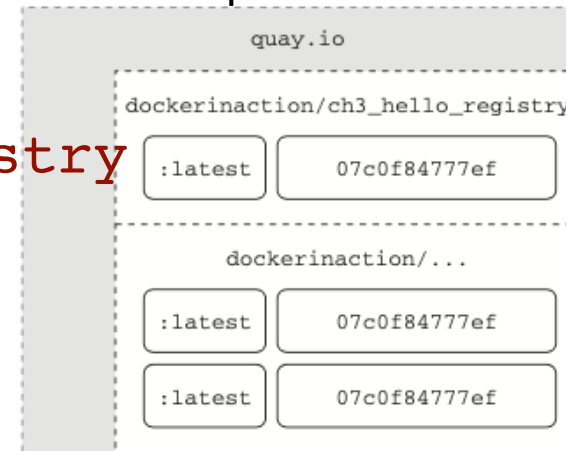 quay.io
dockerinaction/ch3_hello_registry
stry
:latest 07c0f84777ef
dockerinaction/...
:latest 07c0f84777ef
:latest 07c0f84777ef